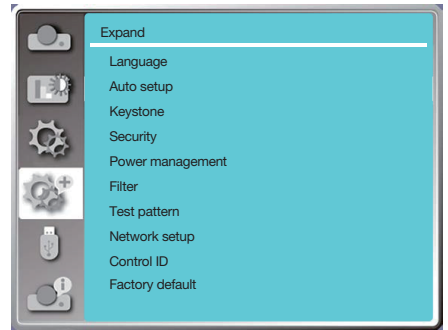 Expand
Language
Auto setup
Keystone
Security
Power management
Filter
Test pattern
Network setup
Control ID
Factory default